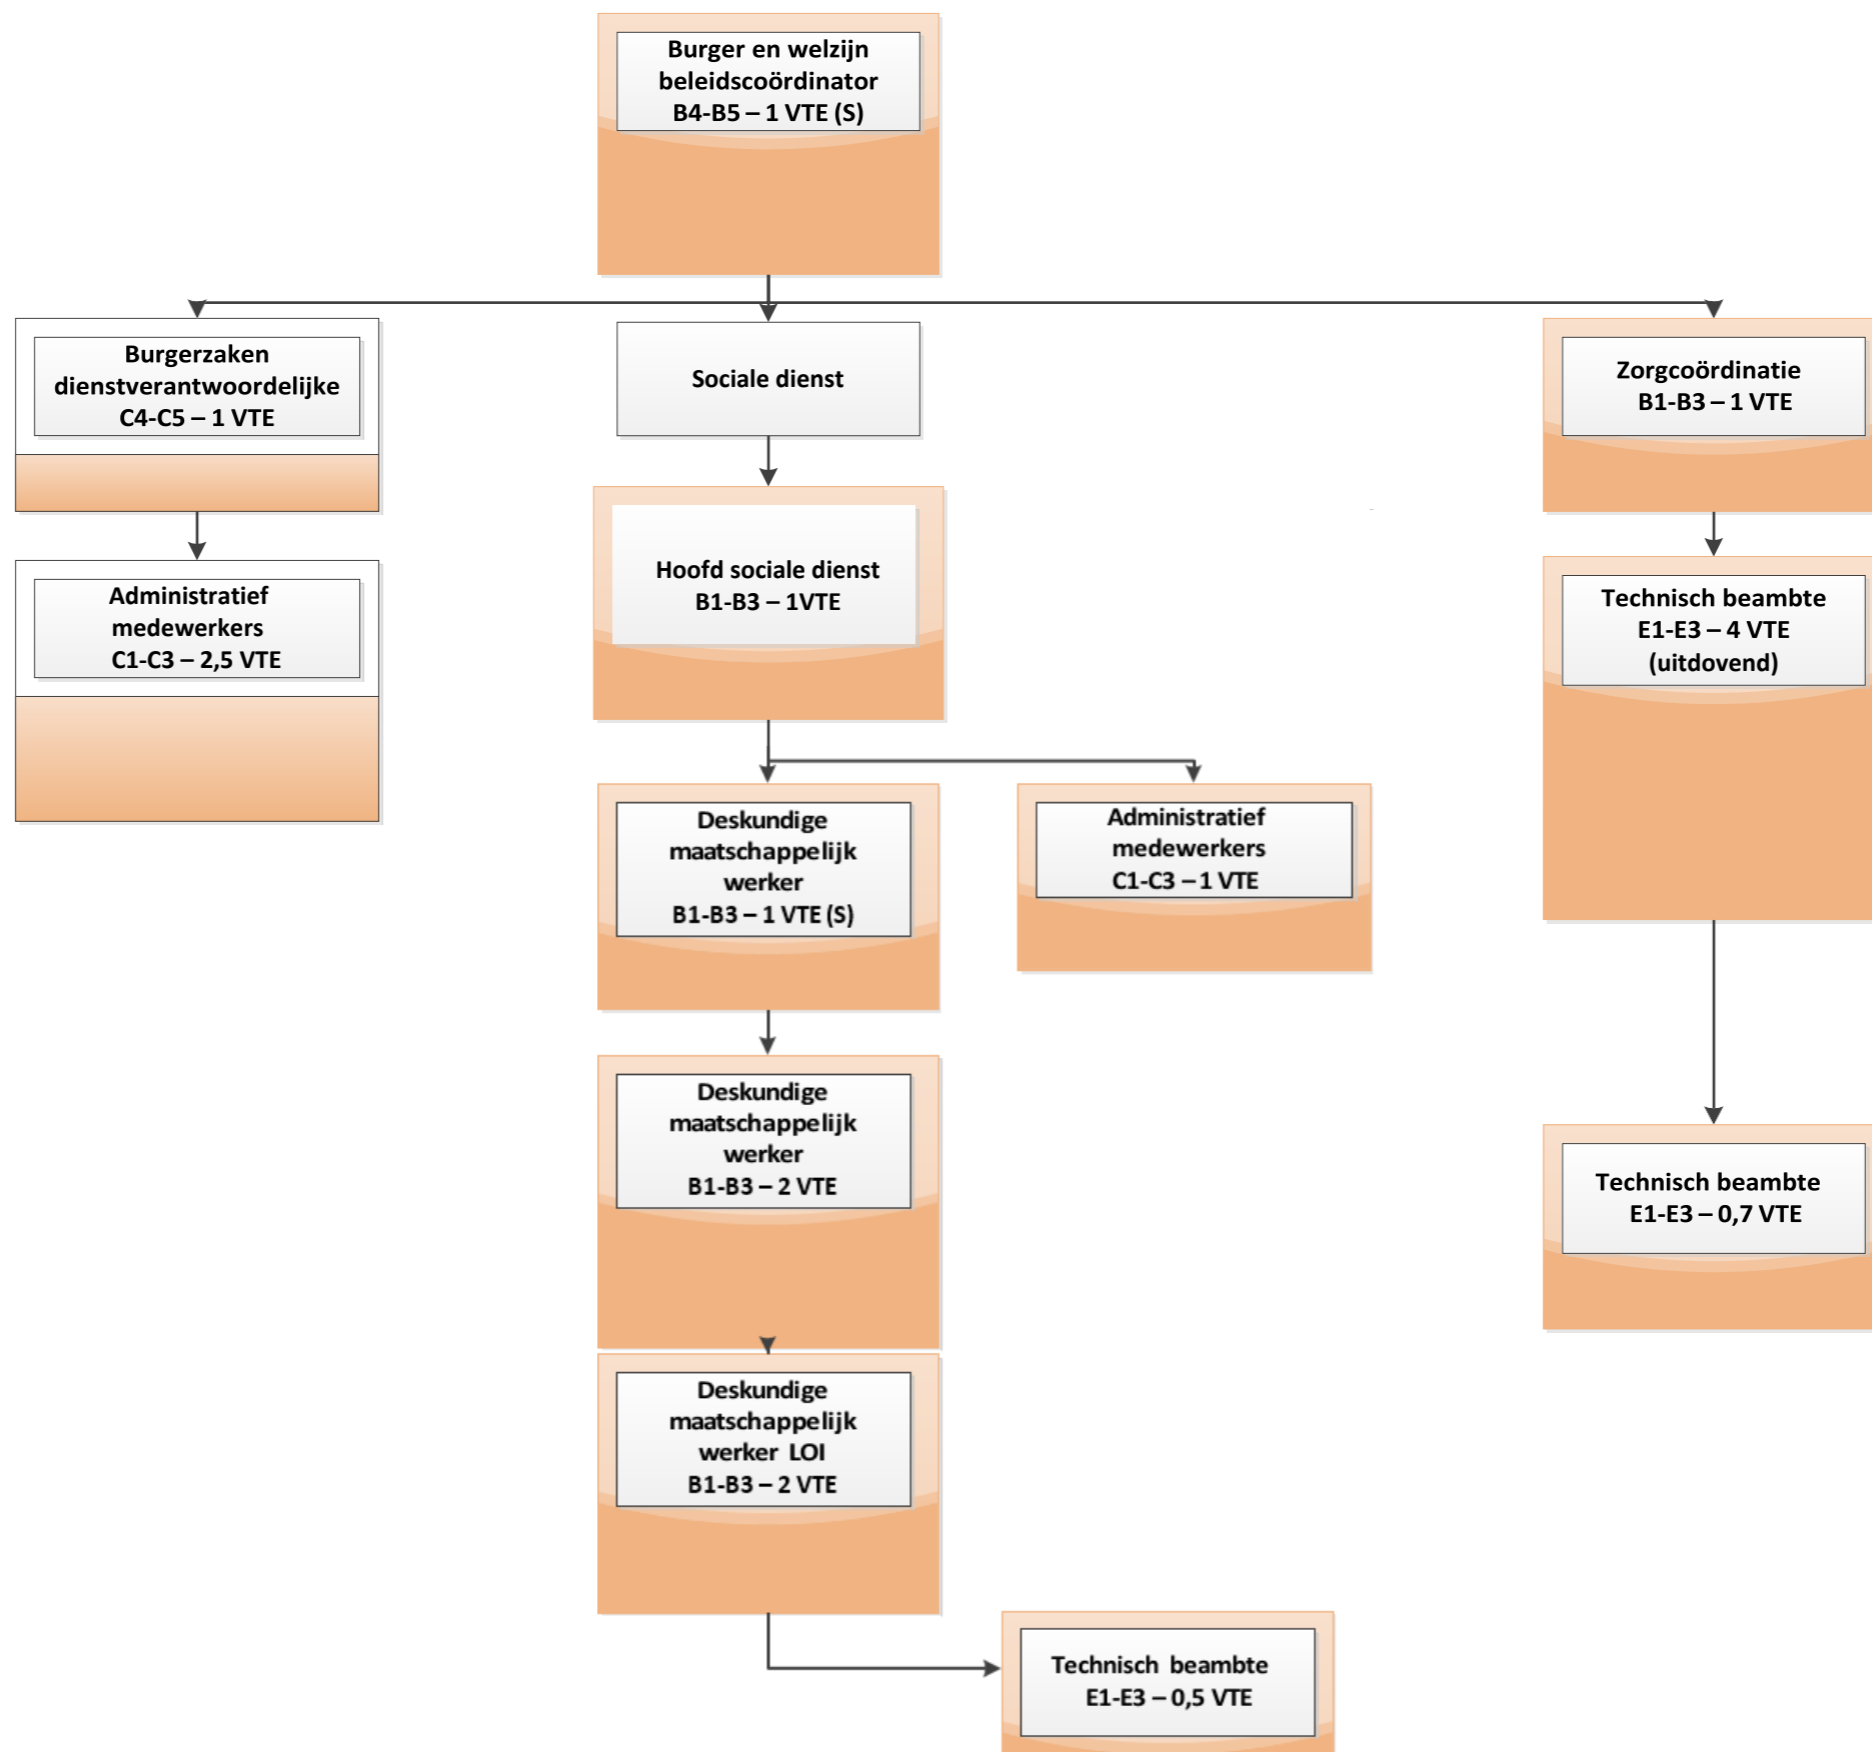 Burger en welzijn
beleidscoördinator
B4-B5 – 1 VTE (S)
Burgerzaken
dienstverantwoordelijke
C4-C5 – 1 VTE
Sociale dienst
Zorgcoördinatie
B1-B3 – 1 VTE
Administratief
medewerkers
C1-C3 – 2,5 VTE
Hoofd sociale dienst
B1-B3 – 1VTE
Technisch beambte
E1-E3 – 4 VTE
(uitdovend)
Deskundige
maatschappelijk
werker
B1-B3 – 1 VTE (S)
Administratief
medewerkers
C1-C3 – 1 VTE
Deskundige
maatschappelijk
werker
B1-B3 – 2 VTE
Technisch beambte
E1-E3 – 0,7 VTE
Deskundige
maatschappelijk
werker LOI
B1-B3 – 2 VTE
Technisch beambte
E1-E3 – 0,5 VTE